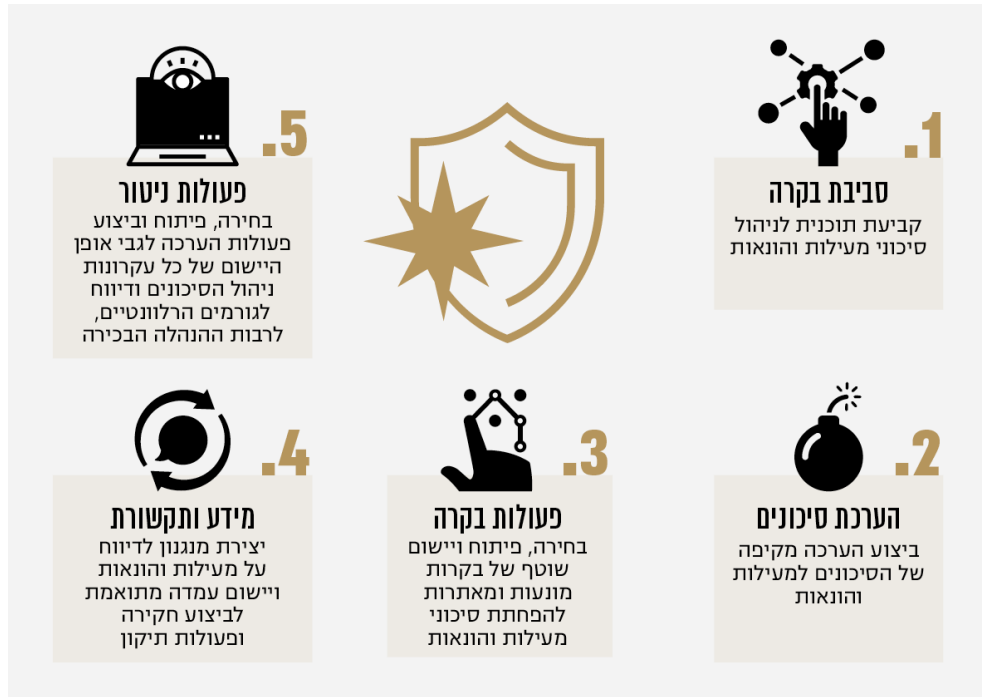 1.
סביבת בקרה
קביעת תוכנית לניהול
סיכוני מעילות והונאות
2.
הערכת סיכונים
ביצוע הערכה מקיפה
של הסיכונים למעילות
והונאות
3.
פעולות בקרה
בחירה, פיתוח ויישום
שוטף של בקרות
מונעות ומאתרות
להפחתת סיכוני
מעילות והונאות
4.
מידע ותקשורת
יצירת מנגנון לדיווח
על מעילות והונאות
ויישום עמדה מתואמת
לביצוע חקירה
ופעולות תיקון
5.
פעולות ניטור
בחירה, פיתוח וביצוע
פעולות הערכה לגבי אופן
היישום של כל עקרונות
ניהול הסיכונים ודיווח
לגורמים הרלוונטיים,
לרבות ההנהלה הבכירה